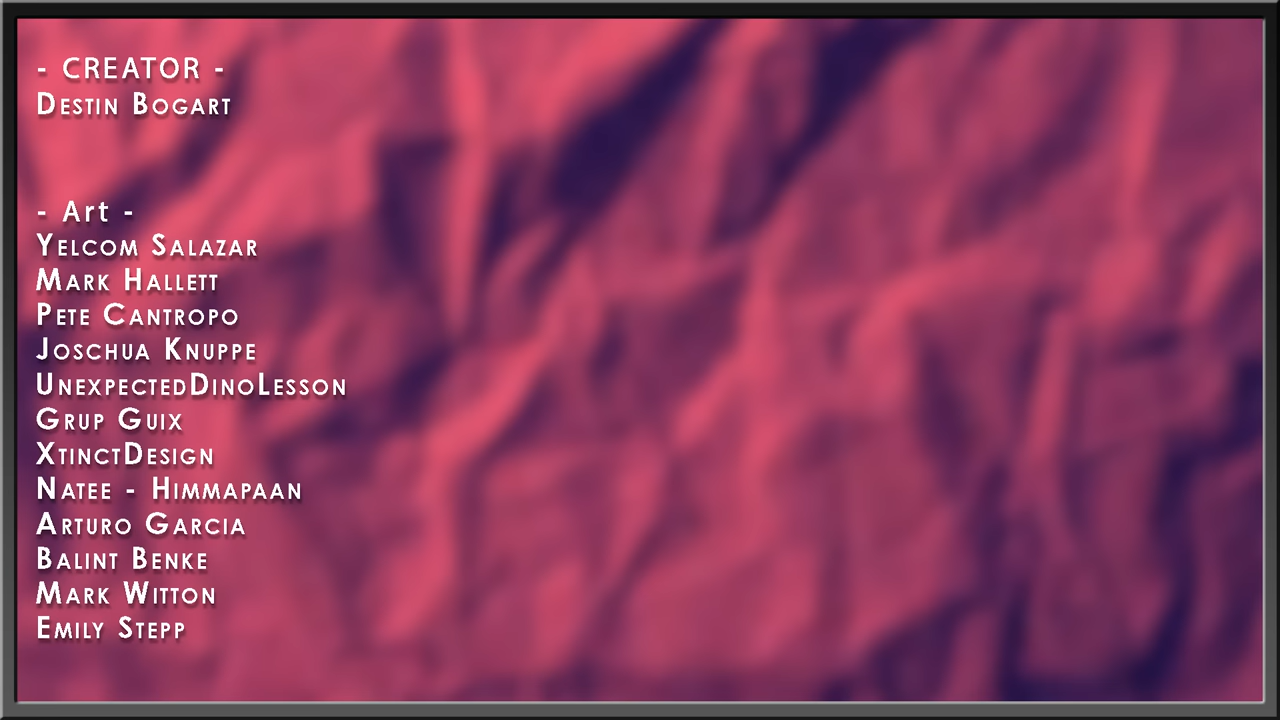 - CREATOR -
Destin Bogart
- Art -
Yelcom Salazar
Mark Hallett
Pete Cantropo
Joschua Knuppe
UnexpectedDinoLesson
Grup Guix
XtinctDesign
Natee - Himmapaan
Arturo Garcia
Balint Benke
Mark Witton
Emily Stepp